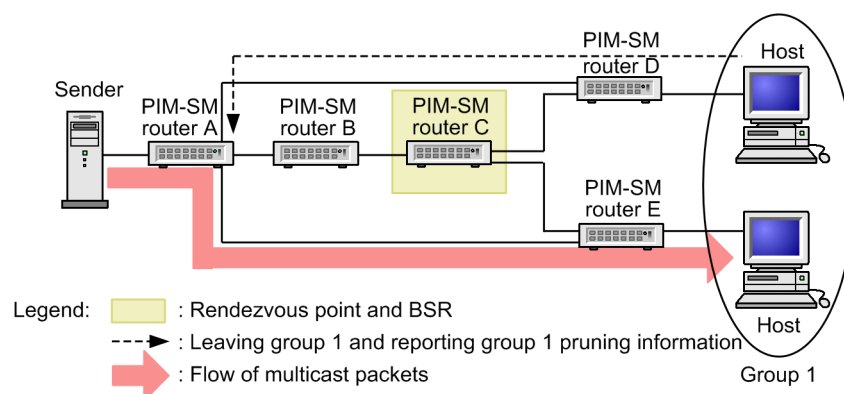 PIM-SM
router D
Host
Sender
PIM-SM
router A
PIM-SM
router B
PIM-SM
router C
PIM-SM
router E
Host
Legend:
: Rendezvous point and BSR
: Leaving group 1 and reporting group 1 pruning information
: Flow of multicast packets
Group 1